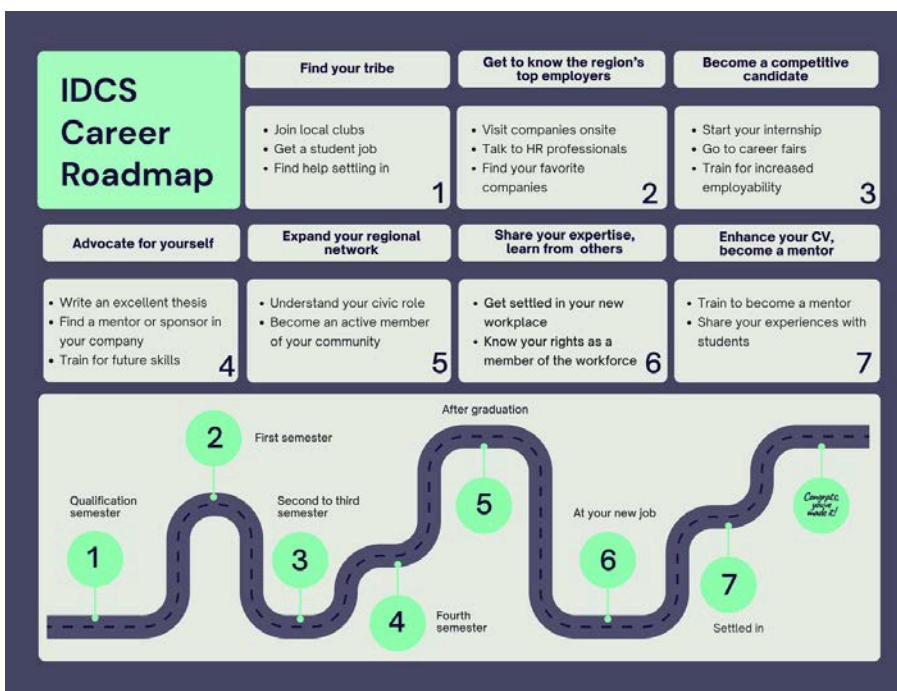 IDCS
Career
Roadmap
Find your tribe
• Join local clubs
• Get a student job
• Find help settling in
1
Get to know the region's
top employers
• Visit companies onsite
• Talk to HR professionals
• Find your favorite
companies
2
Become a competitive
candidate
• Start your internship
• Go to career fairs
• Train for increased
employability
3
Advocate for yourself
• Write an excellent thesis
• Find a mentor or sponsor in
your company
• Train for future skills
4
Expand your regional
network
• Understand your civic role
• Become an active member
of your community
5
Share your expertise,
learn from others
• Get settled in your new
workplace
• Know your rights as a
member of the workforce
6
Enhance your CV,
become a mentor
• Train to become a mentor
• Share your experiences with
students
7
Qualification
semester
1
2
First semester
Second to third
semester
3
4
Fourth
semester
After graduation
5
At your new job
6
7
Settled in
Congrats,
you've
made it!